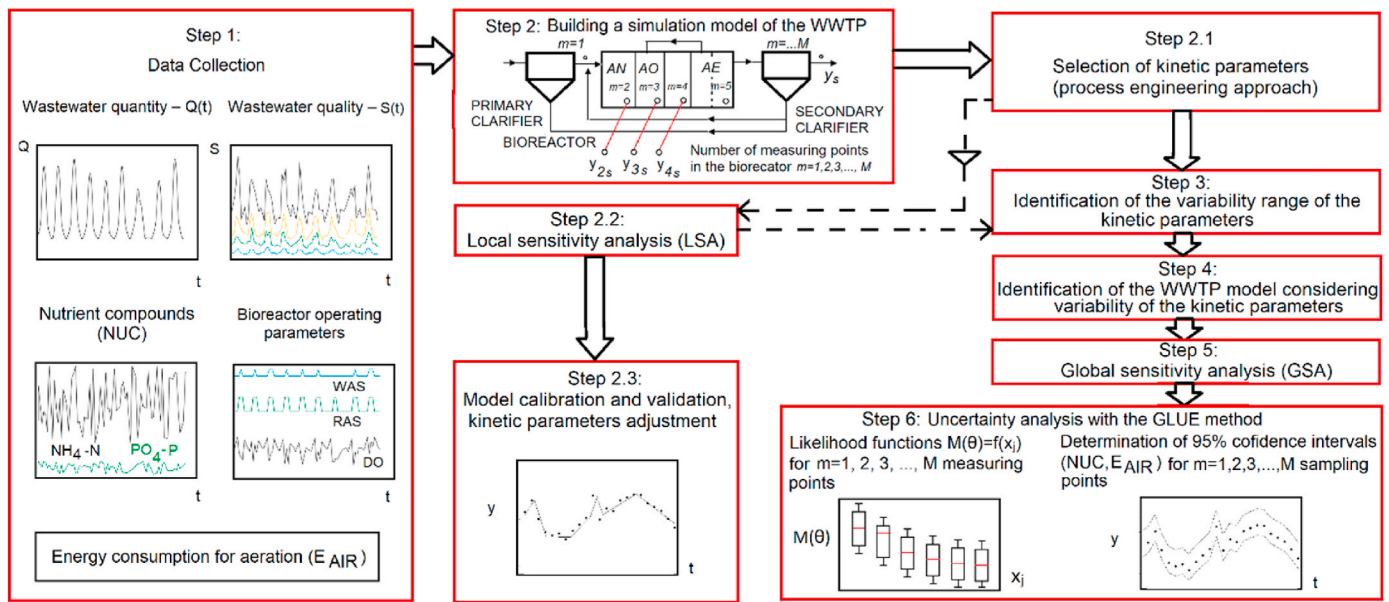 Step 1:
Data Collection
Wastewater quantity – Q(t)
Wastewater quality – S(t)
Q
t
S
t
Nutrient compounds
(NUC)
Bioreactor operating
parameters
NH4-N
PO4-P
t
WAS
RAS
DO
t
Energy consumption for aeration (E AIR)
Step 2: Building a simulation model of the WWTP
m=1
m=...M
AN
AO
AE
m=2
m=3
m=4
m=5
ys
PRIMARY
CLARIFIER
SECONDARY
CLARIFIER
BIOREACTOR
y2s
y3s
y4s
Number of measuring points
in the biorecator m=1,2,3,..., M
Step 2.1
Selection of kinetic parameters
(process engineering approach)
Step 2.2:
Local sensitivity analysis (LSA)
Step 2.3:
Model calibration and validation,
kinetic parameters adjustment
y
t
Step 3:
Identification of the variability range of the
kinetic parameters
Step 4:
Identification of the WWTP model considering
variability of the kinetic parameters
Step 5:
Global sensitivity analysis (GSA)
Step 6: Uncertainty analysis with the GLUE method
Likelihood functions M(θ)=f(xj)
for m=1, 2, 3, ..., M measuring
points
M(θ)
xj
Determination of 95% cofidence intervals
(NUC,EAIR) for m=1,2,3,...,M sampling
points
y
t